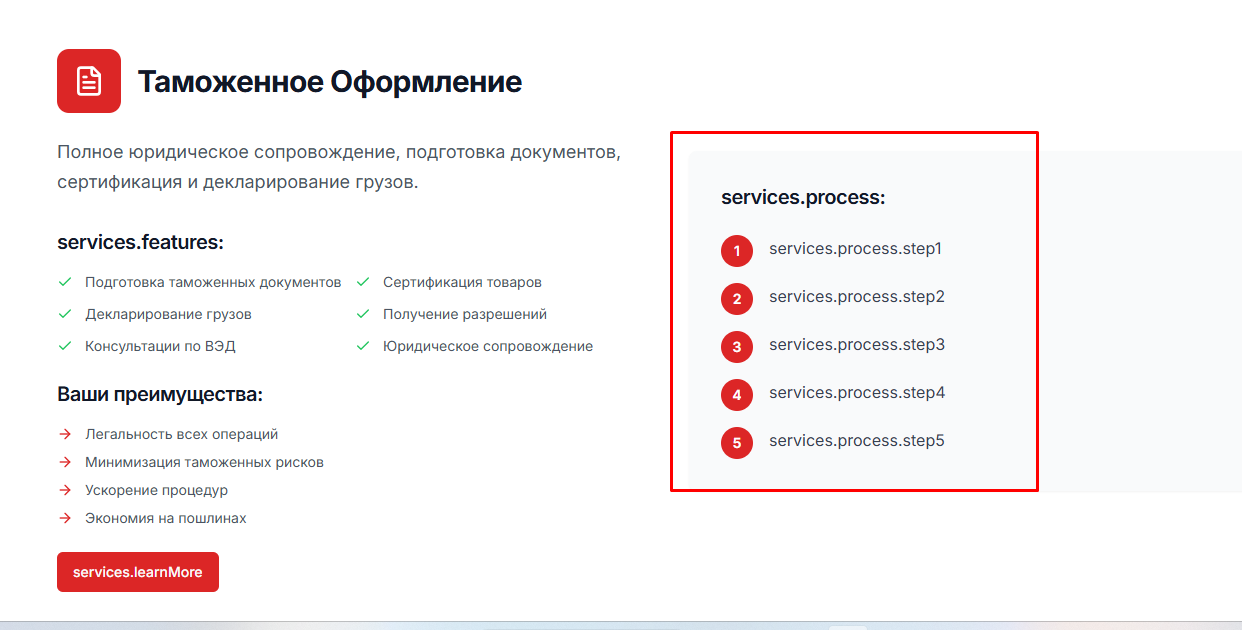 Таможенное Оформление
Полное юридическое сопровождение, подготовка документов,
сертификация и декларирование грузов.
services.features:
Подготовка таможенных документов
Сертификация товаров
Декларирование грузов
Получение разрешений
Консультации по ВЭД
Юридическое сопровождение
Ваши преимущества:
Легальность всех операций
Минимизация таможенных рисков
Ускорение процедур
Экономия на пошлинах
services.learnMore
services.process:
1 services.process.step1
2 services.process.step2
3 services.process.step3
4 services.process.step4
5 services.process.step5